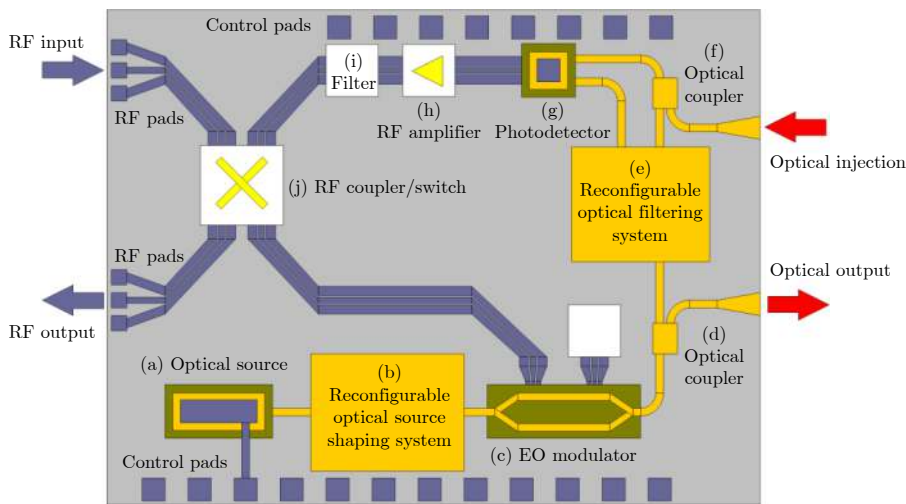 Control pads
RF input
(f)
Optical
coupler
(i)
Filter
(h)
RF amplifier
(g)
Photodetector
RF pads
Optical injection
(e)
Reconfigurable
optical filtering
system
(j) RF coupler/switch
RF pads
Optical output
RF output
(d)
Optical
coupler
(a) Optical source
(b)
Reconfigurable
optical source
shaping system
(c) EO modulator
Control pads